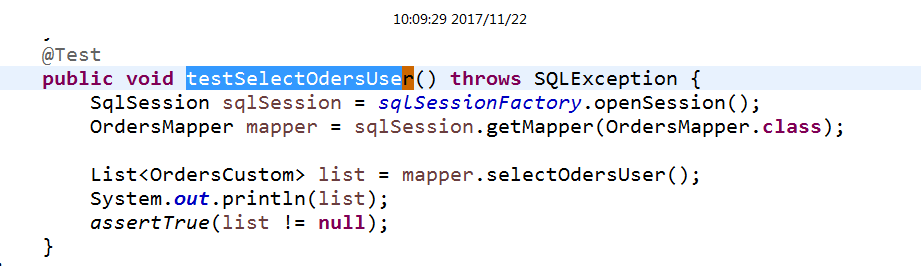 10:09:29 2017/11/22
}
@Test
public void testSelectOdersUser() throws SQLException {
SqlSession sqlSession = sqlSessionFactory.openSession();
OrdersMapper mapper = sqlSession.getMapper(OrdersMapper.class);
List<OrdersCustom> list = mapper.selectOdersUser();
System.out.println(list);
assertTrue(list != null);
}